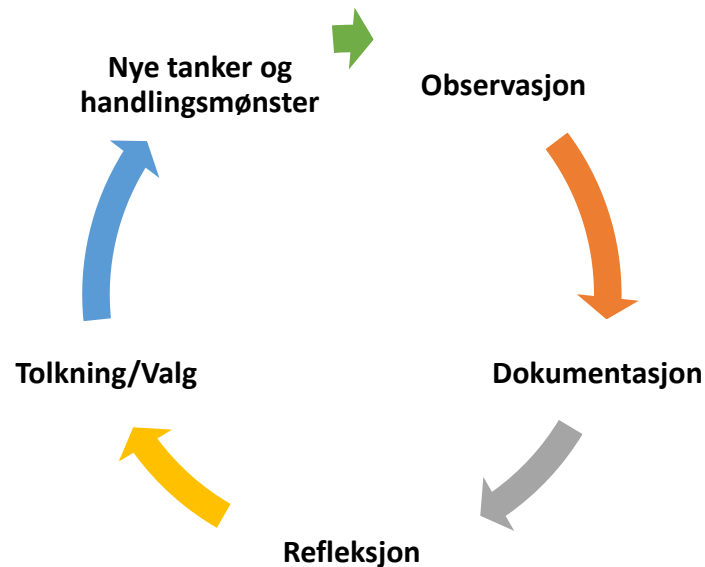 Nye tanker og
handlingsmønster
Observasjon
Dokumentasjon
Refleksjon
Tolkning/Valg